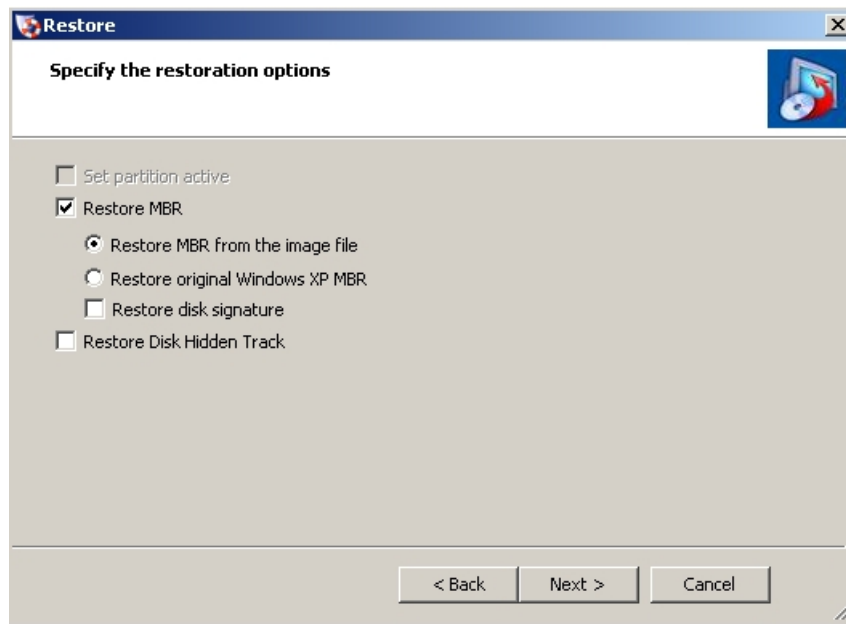 Restore
Specify the restoration options
Set partition active
Restore MBR
Restore MBR from the image file
Restore original Windows XP MBR
Restore disk signature
Restore Disk Hidden Track
< Back Next > Cancel